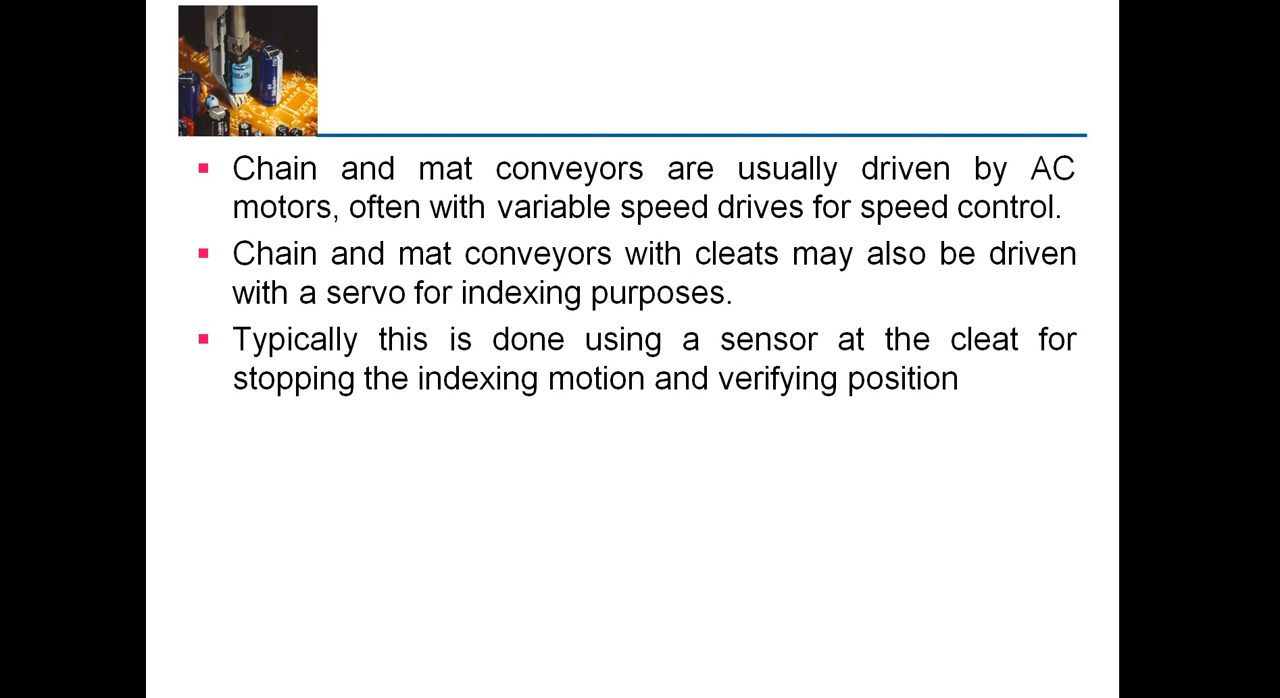 Chain and mat conveyors are usually driven by AC
motors, often with variable speed drives for speed control.
Chain and mat conveyors with cleats may also be driven
with a servo for indexing purposes.
Typically this is done using a sensor at the cleat for
stopping the indexing motion and verifying position